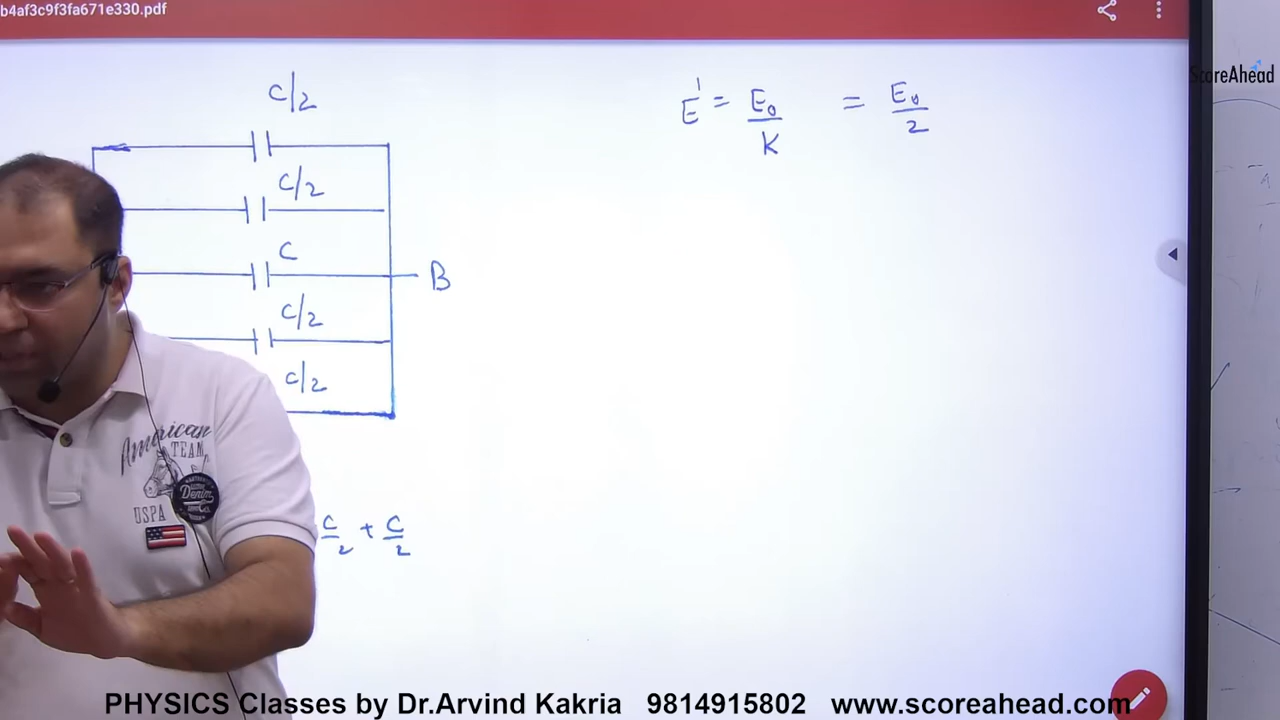 b4af3c9f3fa671e330.pdf
ScoreAhead
C/2
C/2
C
B
C/2
C/2
C/2 + C/2
E' = E₀/K = E₀/2
American
TEAM
Denim
USPA
PHYSICS Classes by Dr.Arvind Kakria 9814915802 www.scoreahead.com